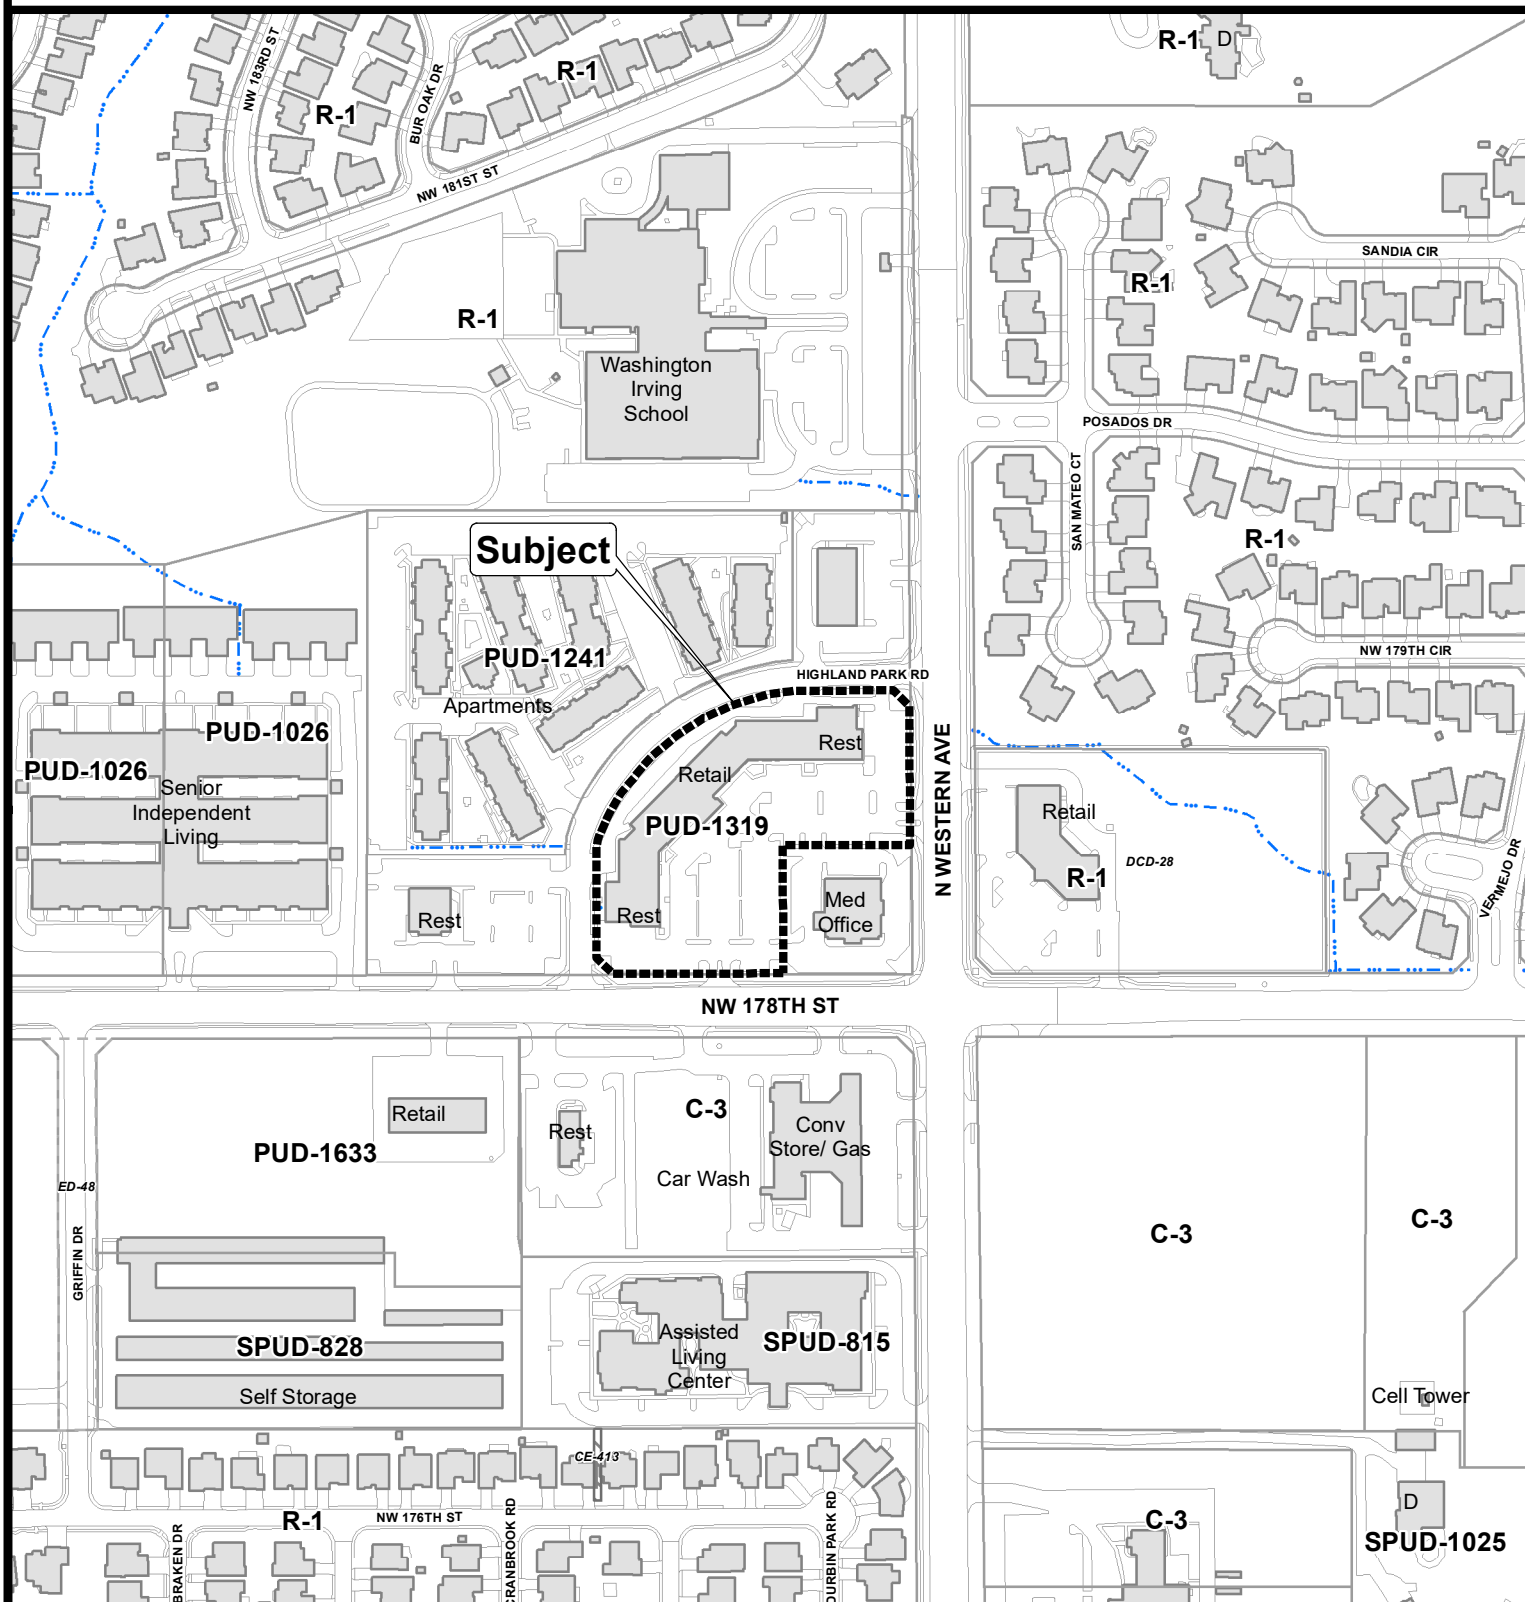 R-1
D
R-1
NW 183RD ST
R-1
BUR OAK DR
NW 181ST ST
SANDIA CIR
R-1
R-1
Washington
Irving
School
POSADOS DR
SAN MATEO CT
R-1
Subject
PUD-1241
Apartments
HIGHLAND PARK RD
NW 179TH CIR
PUD-1026
PUD-1026
Senior
Independent
Living
Rest
Retail
PUD-1319
N WESTERN AVE
Retail
DCD-28
R-1
VERMEJO DR
Rest
Rest
Med
Office
NW 178TH ST
Retail
PUD-1633
Rest
C-3
Conv
Store/ Gas
Car Wash
ED-48
GRIFFIN DR
C-3
C-3
SPUD-828
Self Storage
Assisted
Living
Center
SPUD-815
Cell Tower
CE-413
R-1
NW 176TH ST
BRAKEN DR
CRANBROOK RD
DURBIN PARK RD
C-3
D
SPUD-1025